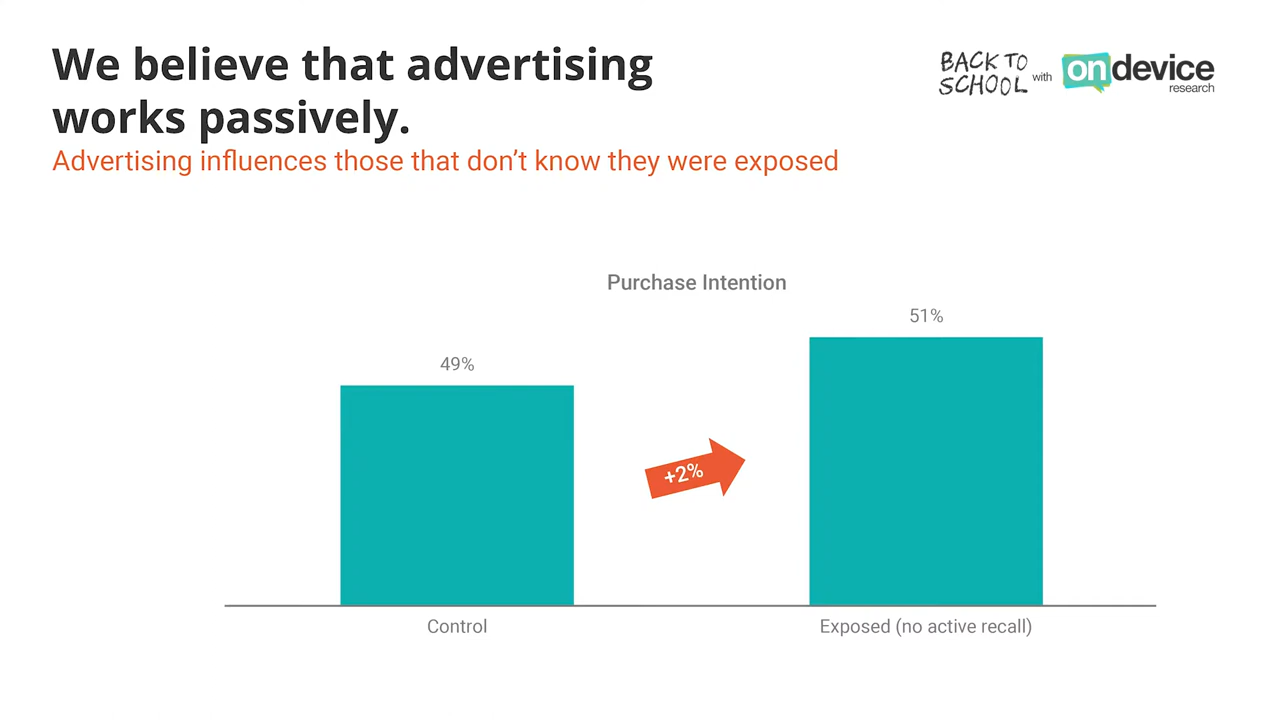 We believe that advertising
works passively.
Advertising influences those that don't know they were exposed
BACK TO
SCHOOL with
ondevice
research
Purchase Intention
49%
51%
+2%
Control
Exposed (no active recall)